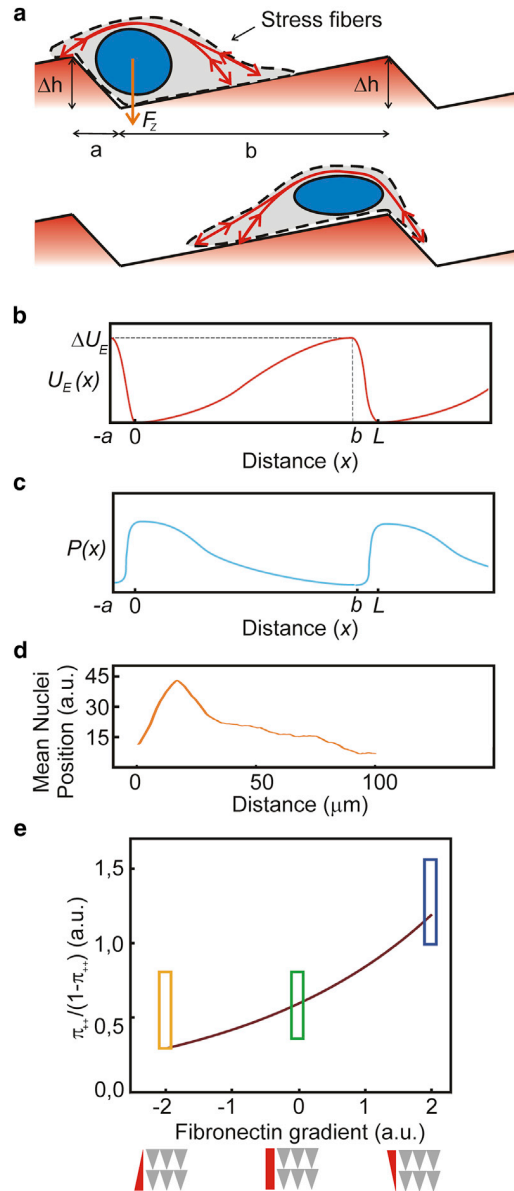 a
Stress fibers
Δh
Δh
F_Z
a
b
b
ΔU_E
U_E(x)
-a 0 b L
Distance (x)
c
P(x)
-a 0 b L
Distance (x)
d
Mean Nuclei
Position (a.u.)
45
30
15
0 50 100
Distance (μm)
e
π₊₊/(1-π₊₊) (a.u.)
1,5
1,0
0,5
0,0
-2 -1 0 1 2
Fibronectin gradient (a.u.)